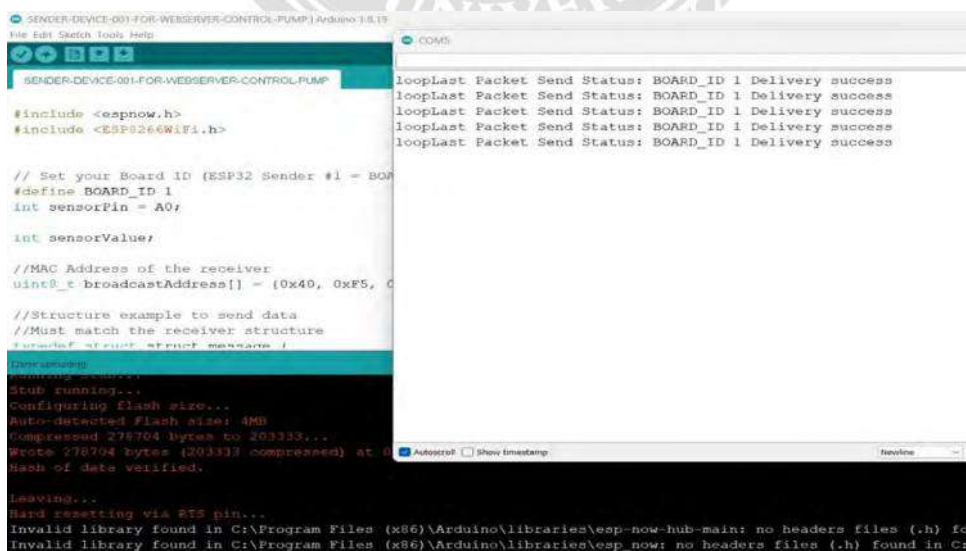 SENDER-DEVICE-001-FOR-WEBSERVER-CONTROL-PUMP | Arduino 1.8.19
File Edit Sketch Tools Help
SENDER-DEVICE-001-FOR-WEBSERVER-CONTROL-PUMP
#include <espnow.h>
#include <ESP8266WiFi.h>
// Set your Board ID (ESP32 Sender #1 = BOA
#define BOARD_ID 1
int sensorPin = A0;
int sensorValue;
//MAC Address of the receiver
uint8_t broadcastAddress[] = {0x40, 0xF5,
//Structure example to send data
//Must match the receiver structure
typedef struct struct_message {
Done uploading.
Running stub...
Stub running...
Configuring flash size...
Auto-detected Flash size: 4MB
Compressed 278704 bytes to 203333...
Wrote 278704 bytes (203333 compressed) at 0
Hash of data verified.
Leaving...
Hard resetting via RTS pin...
Invalid library found in C:\Program Files (x86)\Arduino\libraries\esp-now-hub-main: no headers files (.h) fo
Invalid library found in C:\Program Files (x86)\Arduino\libraries\esp_now: no headers files (.h) found in C:
COM5
loopLast Packet Send Status: BOARD_ID 1 Delivery success
loopLast Packet Send Status: BOARD_ID 1 Delivery success
loopLast Packet Send Status: BOARD_ID 1 Delivery success
loopLast Packet Send Status: BOARD_ID 1 Delivery success
loopLast Packet Send Status: BOARD_ID 1 Delivery success
Autoscroll Show timestamp
Newline